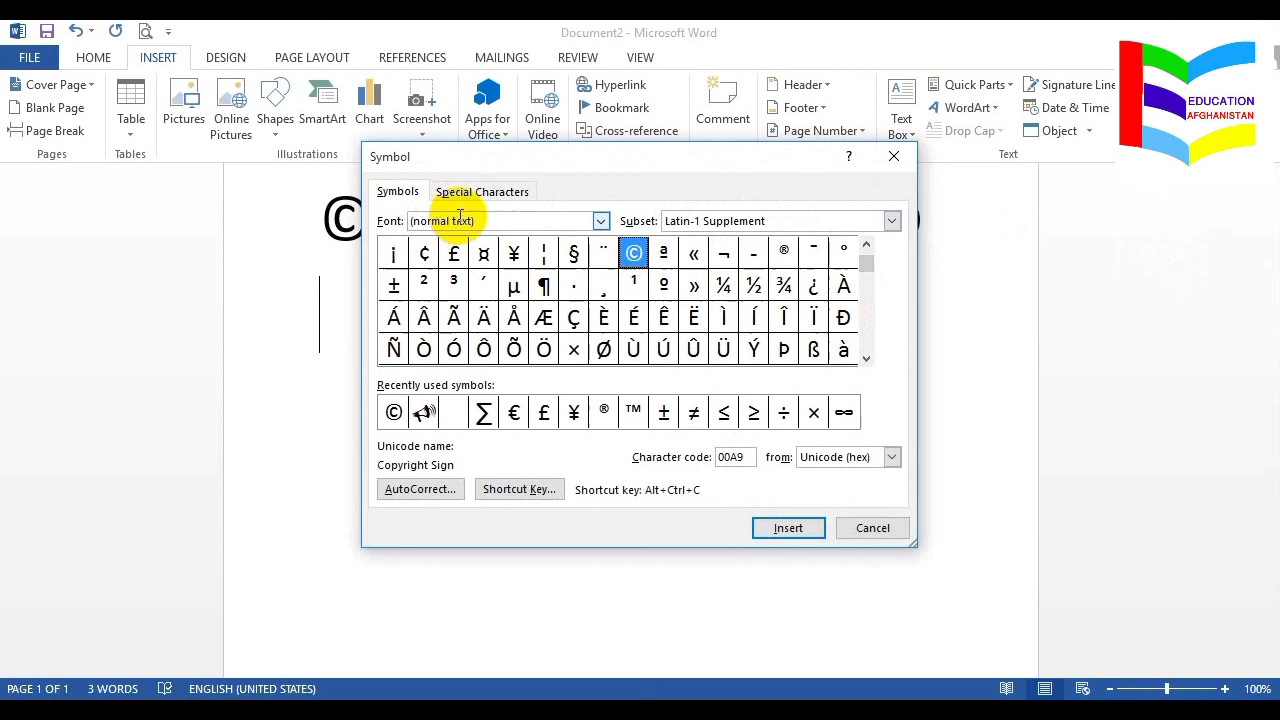 Document2 - Microsoft Word
FILE HOME INSERT DESIGN PAGE LAYOUT REFERENCES MAILINGS REVIEW VIEW
Cover Page
Blank Page
Page Break
Pages
Table
Tables
Pictures
Online
Pictures
Shapes
SmartArt
Chart
Screenshot
Illustrations
Apps for
Office
Online
Video
Hyperlink
Bookmark
Cross-reference
Comment
Header
Footer
Page Number
Text
Box
Quick Parts
WordArt
Drop Cap
Signature Line
Date & Time
Object
Text
EDUCATION
AFGHANISTAN
©
Symbol ?
Symbols Special Characters
Font: (normal text) Subset: Latin-1 Supplement
¡ ¢ £ ¤ ¥ ¦ § ¨ © ª « ¬ - ® ¯ °
± ² ³ ´ µ ¶ · ¸ ¹ º » ¼ ½ ¾ ¿ À
Á Â Ã Ä Å Æ Ç È É Ê Ë Ì Í Î Ï Ð
Ñ Ò Ó Ô Õ Ö × Ø Ù Ú Û Ü Ý Þ ß à
Recently used symbols:
© ∑ € £ ¥ ® ™ ± ≠ ≤ ≥ ÷ × ∞
Unicode name:
Copyright Sign
Character code: 00A9 from: Unicode (hex)
AutoCorrect... Shortcut Key... Shortcut key: Alt+Ctrl+C
Insert Cancel
PAGE 1 OF 1 3 WORDS ENGLISH (UNITED STATES) 100%